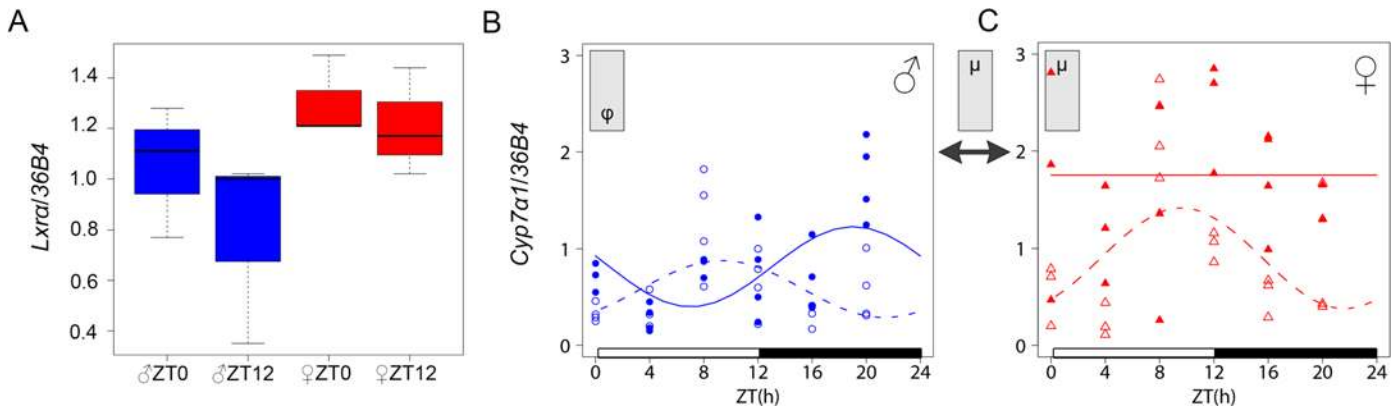 A
Lxrα/36B4
1.4
1.2
1.0
0.8
0.6
0.4
♂ZT0 ♂ZT12 ♀ZT0 ♀ZT12
B
Cyp7α1/36B4
3
2
1
0
φ
♂
0 4 8 12 16 20 24
ZT(h)
μ
C
3
2
1
0
μ
♀
0 4 8 12 16 20 24
ZT(h)